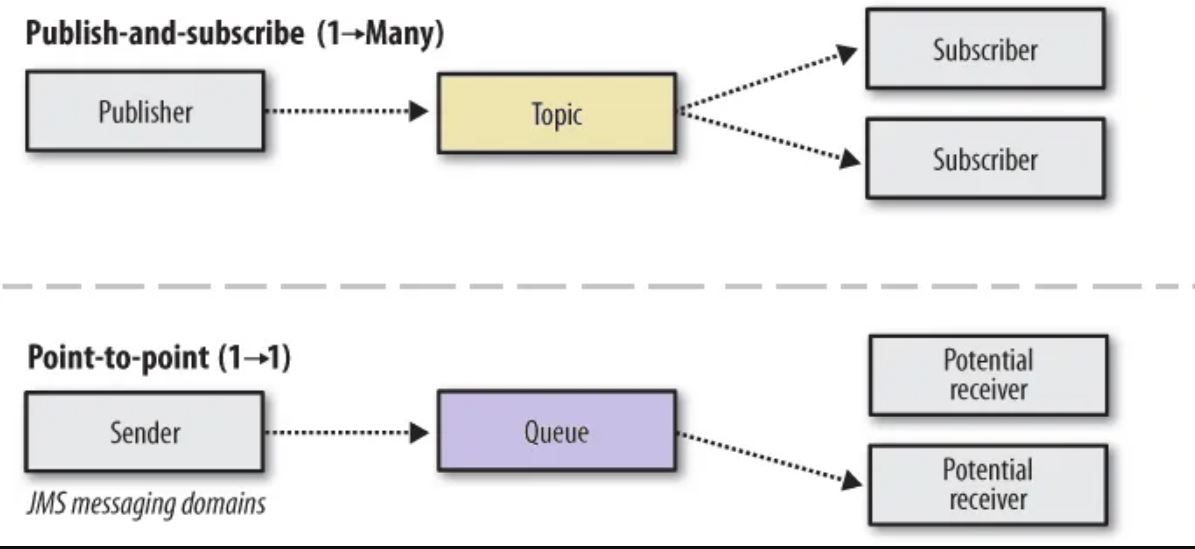 Publish-and-subscribe (1→Many)
Publisher
Topic
Subscriber
Subscriber
Point-to-point (1→1)
Sender
Queue
Potential
receiver
Potential
receiver
JMS messaging domains